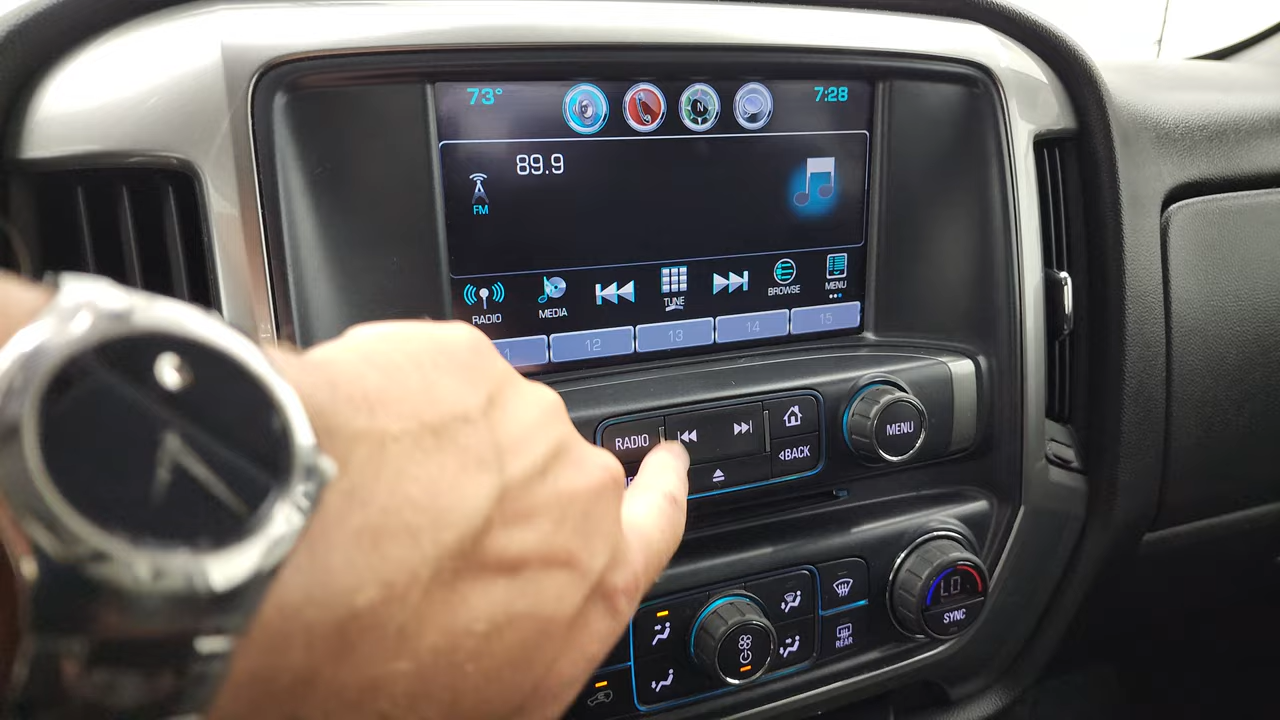 73° N 7:28
89.9
FM
RADIO MEDIA TUNE BROWSE MENU
12 13 14 15
RADIO
BACK
MENU
LO
SYNC
REAR